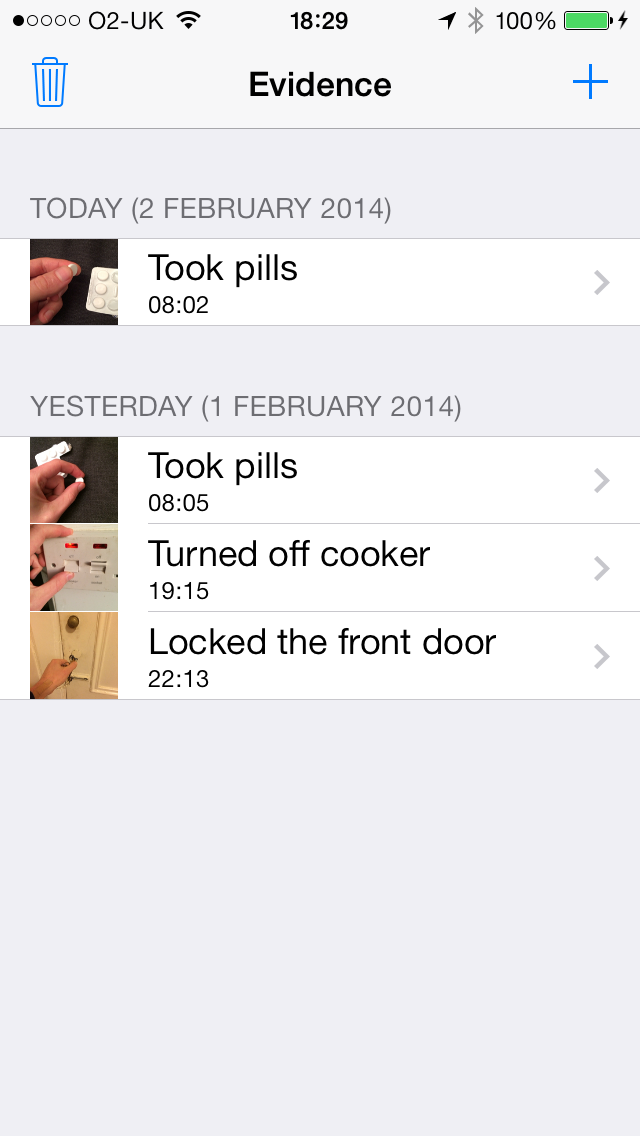 O2-UK 18:29 100%
Evidence
TODAY (2 FEBRUARY 2014)
Took pills
08:02
YESTERDAY (1 FEBRUARY 2014)
Took pills
08:05
Turned off cooker
19:15
Locked the front door
22:13